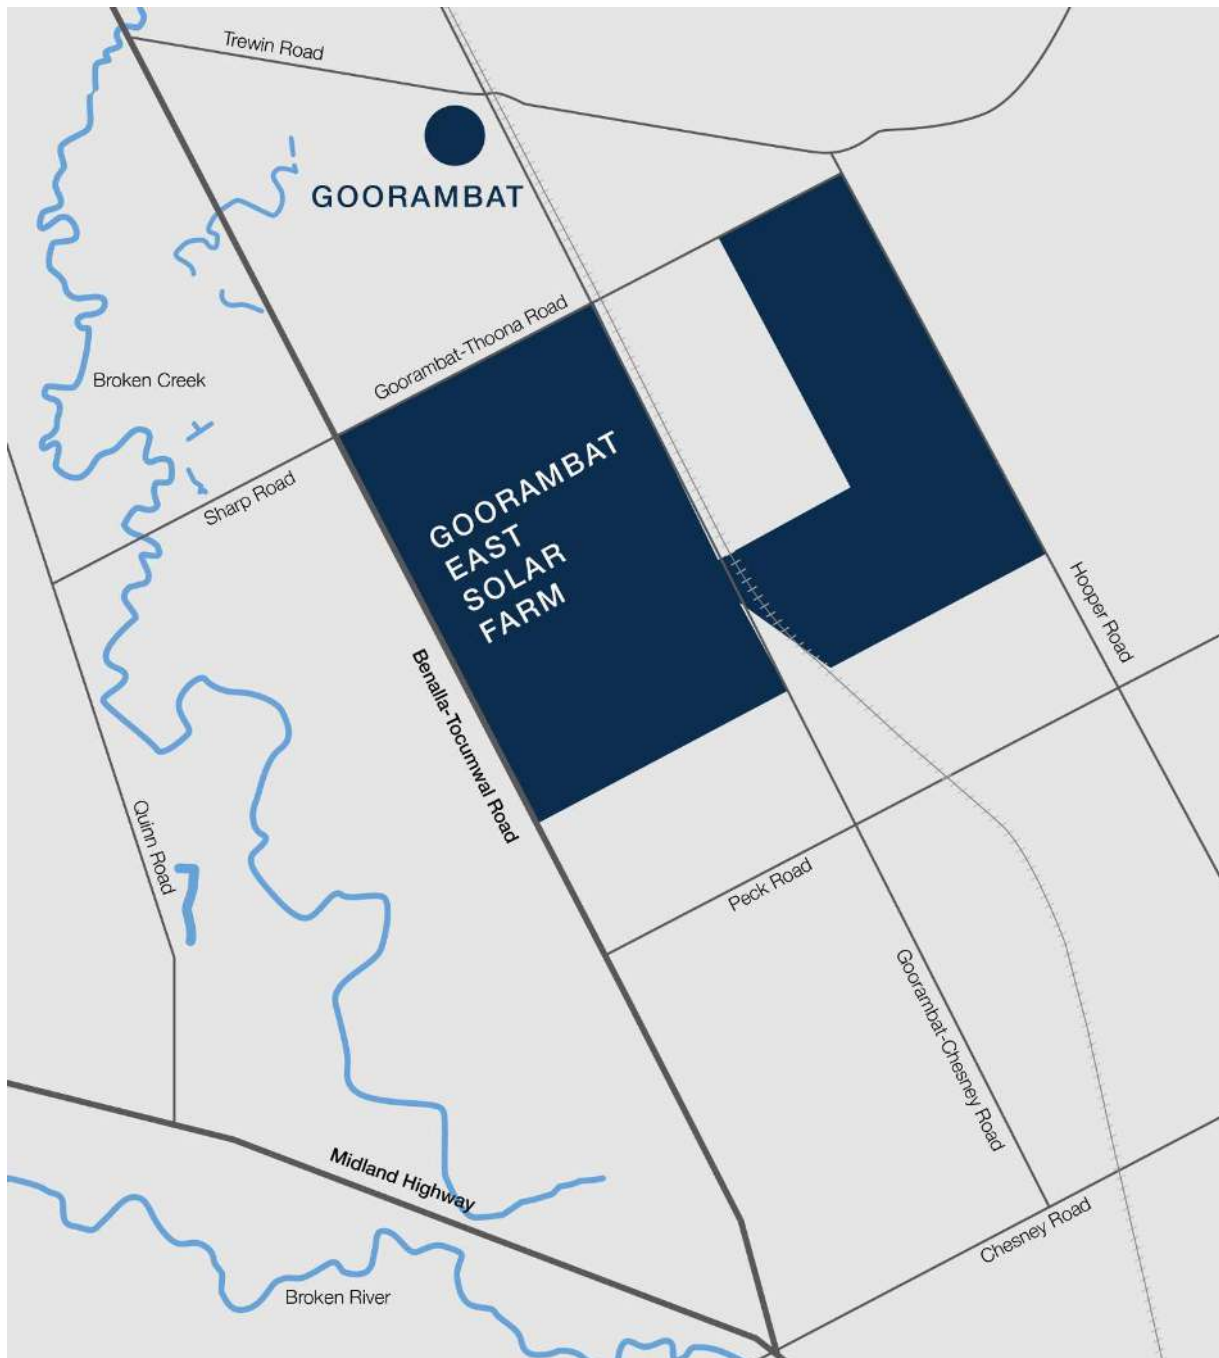 Trewin Road
GOORAMBAT
Goorambat-Thoona Road
Broken Creek
Sharp Road
GOORAMBAT
EAST
SOLAR
FARM
Hooper Road
Benalla-Tocumwal Road
Quinn Road
Peck Road
Goorambat-Chesney Road
Midland Highway
Chesney Road
Broken River